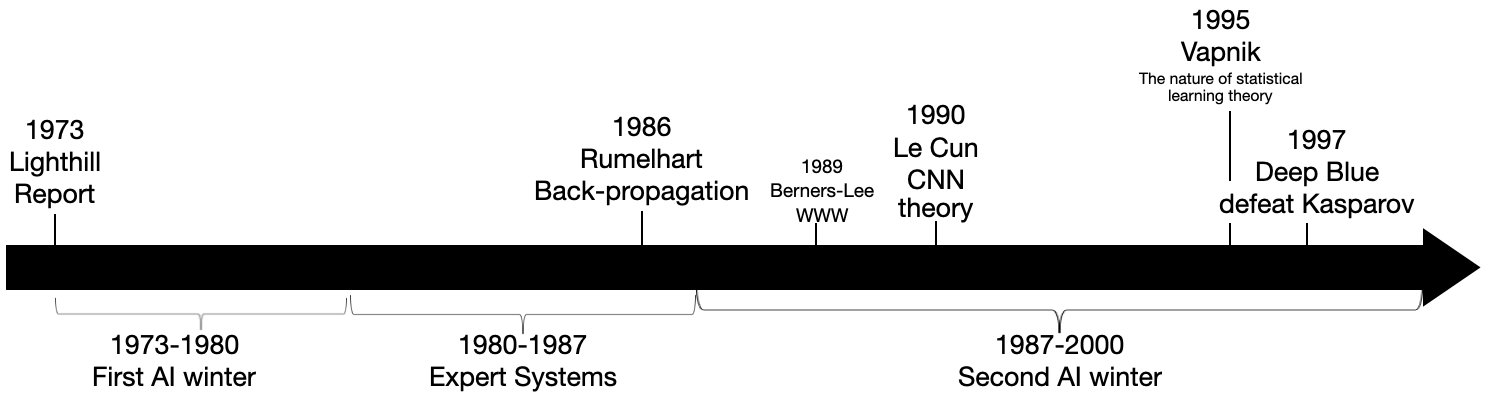 1973
Lighthill
Report
1986
Rumelhart
Back-propagation
1989
Berners-Lee
WWW
1990
Le Cun
CNN
theory
1995
Vapnik
The nature of statistical
learning theory
1997
Deep Blue
defeat Kasparov
1973-1980
First AI winter
1980-1987
Expert Systems
1987-2000
Second AI winter